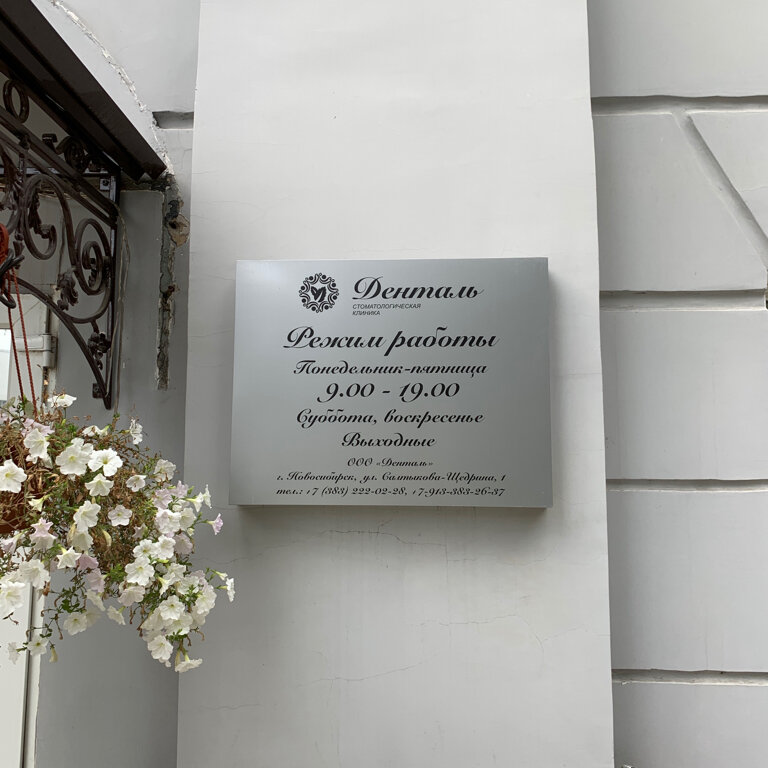 Денталь
СТОМАТОЛОГИЧЕСКАЯ
КЛИНИКА
Режим работы
Понедельник-пятница
9.00 - 19.00
Суббота, воскресенье
Выходные
ООО «Денталь»
г. Новосибирск, ул. Салтыкова-Щедрина, 1
тел.: +7 (383) 222-02-28, +7-913-383-26-37